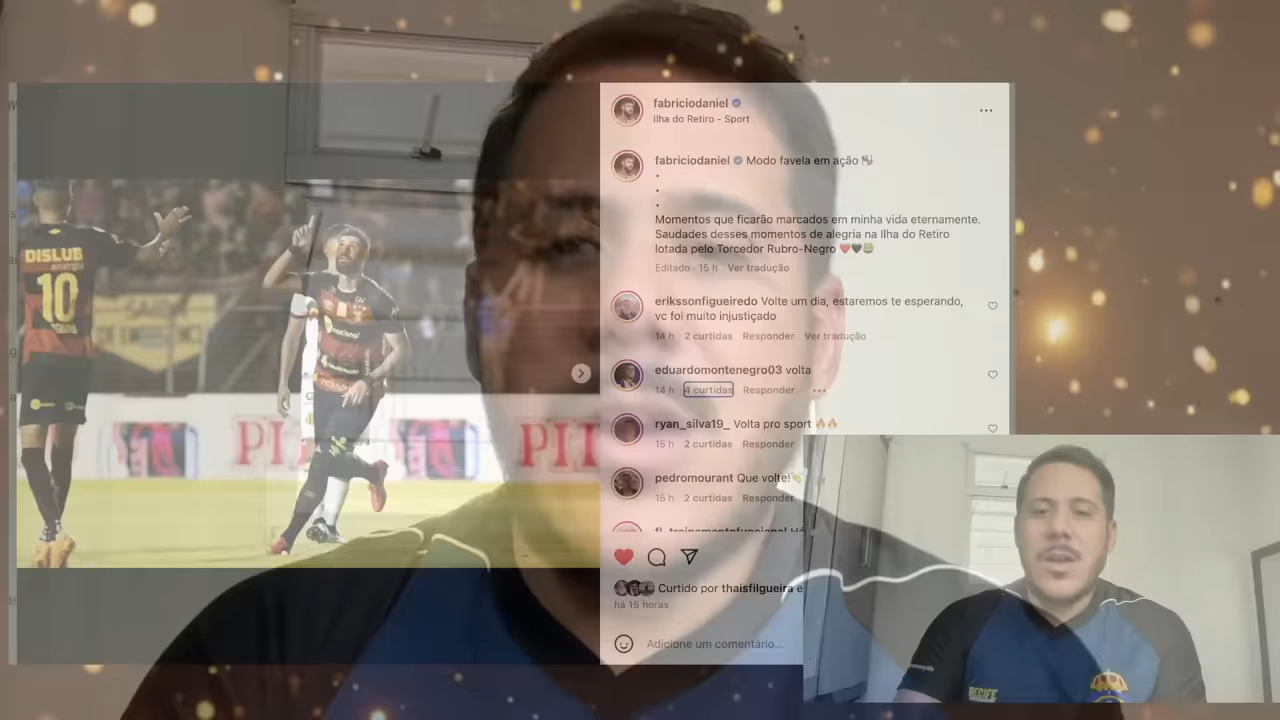 fabriciodaniel
ilha do Retiro - Sport
fabriciodaniel Modo favela em ação
.
.
.
Momentos que ficarão marcados em minha vida eternamente.
Saudades desses momentos de alegria na Ilha do Retiro
lotada pelo Torcedor Rubro-Negro
Editado · 15 h Ver tradução
erikssonfigueiredo Volte um dia, estaremos te esperando,
vc foi muito injustiçado
14 h 2 curtidas Responder Ver tradução
eduardomontenegro03 volta
14 h 4 curtidas Responder
ryan_silva19_ Volta pro sport
15 h 2 curtidas Responder
pedromourant Que volte!
15 h 2 curtidas Responder
Curtido por thaisfilgueira e
há 15 horas
Adicione um comentário...
DISLUB
energia
10
PIT
PIT
RECIFE